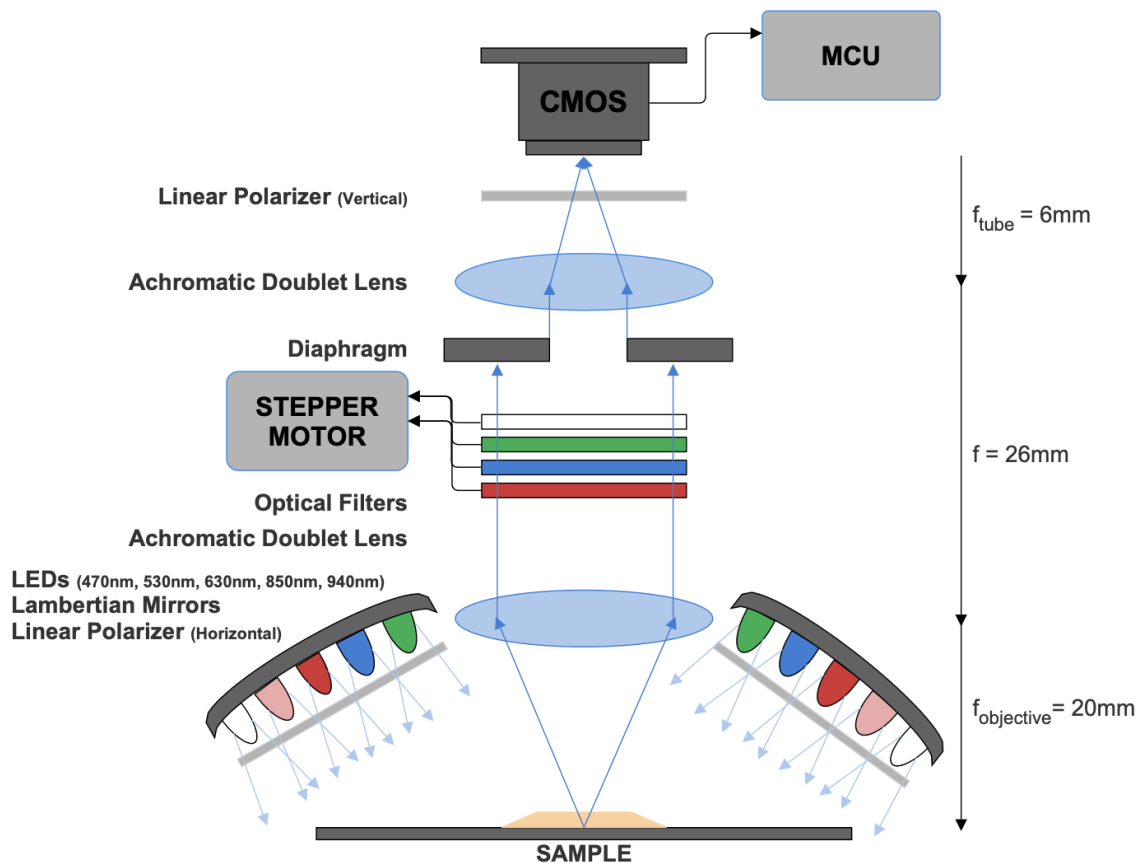 MCU
CMOS
Linear Polarizer (Vertical)
f_tube = 6mm
Achromatic Doublet Lens
Diaphragm
STEPPER
MOTOR
f = 26mm
Optical Filters
Achromatic Doublet Lens
LEDs (470nm, 530nm, 630nm, 850nm, 940nm)
Lambertian Mirrors
Linear Polarizer (Horizontal)
f_objective = 20mm
SAMPLE